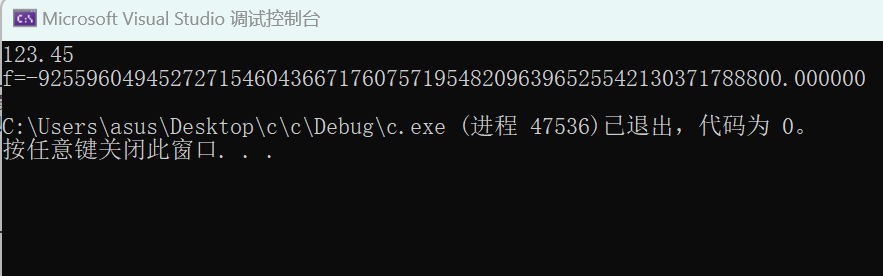 Microsoft Visual Studio 调试控制台
123.45
f=-92559604945272715460436671760757195482096396525542130371788800.000000
C:\Users\asus\Desktop\c\c\Debug\c.exe (进程 47536)已退出，代码为 0。
按任意键关闭此窗口. . .